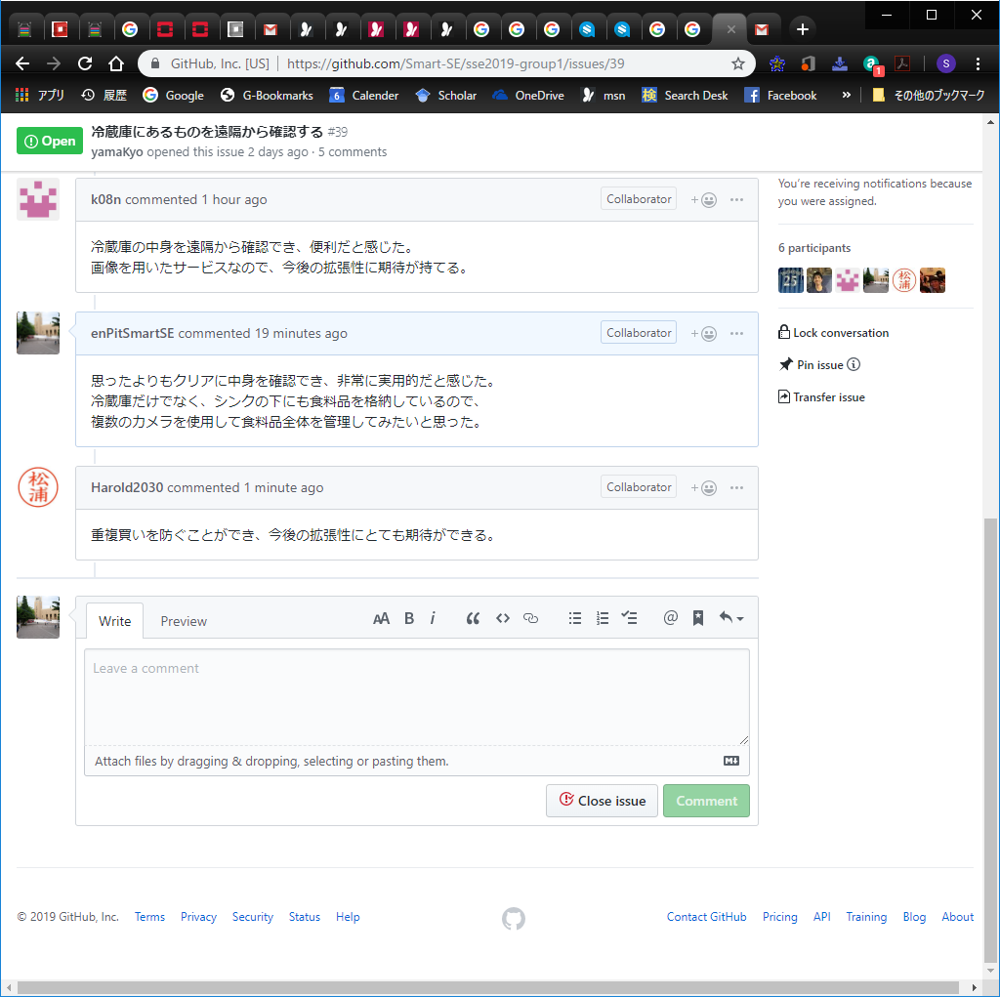 GitHub, Inc. [US] | https://github.com/Smart-SE/sse2019-group1/issues/39
1
S
アプリ 履歴 Google G-Bookmarks 6 Calender Scholar OneDrive msn 検 Search Desk Facebook » その他のブックマーク
Open
冷蔵庫にあるものを遠隔から確認する #39
yamaKyo opened this issue 2 days ago · 5 comments
k08n commented 1 hour ago
Collaborator
冷蔵庫の中身を遠隔から確認でき、便利だと感じた。
画像を用いたサービスなので、今後の拡張性に期待が持てる。
enPitSmartSE commented 19 minutes ago
Collaborator
思ったよりもクリアに中身を確認でき、非常に実用的だと感じた。
冷蔵庫だけでなく、シンクの下にも食料品を格納しているので、
複数のカメラを使用して食料品全体を管理してみたいと思った。
松浦
Harold2030 commented 1 minute ago
Collaborator
重複買いを防ぐことができ、今後の拡張性にとても期待ができる。
Write
Preview
AA B i
Leave a comment
Attach files by dragging & dropping, selecting or pasting them.
Close issue
Comment
You're receiving notifications because
you were assigned.
6 participants
25
松浦
Lock conversation
Pin issue
Transfer issue
© 2019 GitHub, Inc. Terms Privacy Security Status Help
Contact GitHub Pricing API Training Blog About